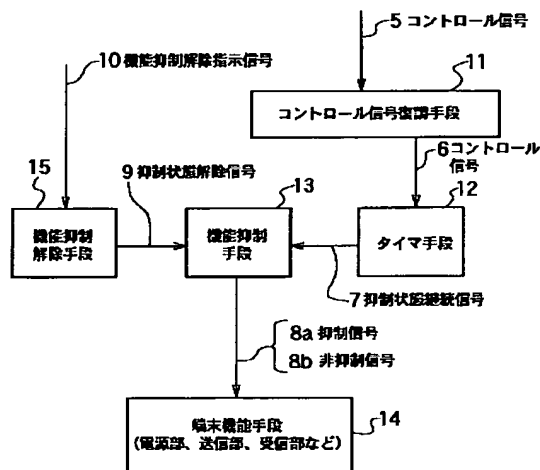 5 コントロール信号
10 機能抑制解除指示信号
11
コントロール信号復調手段
6 コントロール
信号
15
9 抑制状態解除信号
13
12
機能抑制
解除手段
機能抑制
手段
タイマ手段
7 抑制状態継続信号
8a 抑制信号
8b 非抑制信号
端末機能手段
(電源部、送信部、受信部など)
14